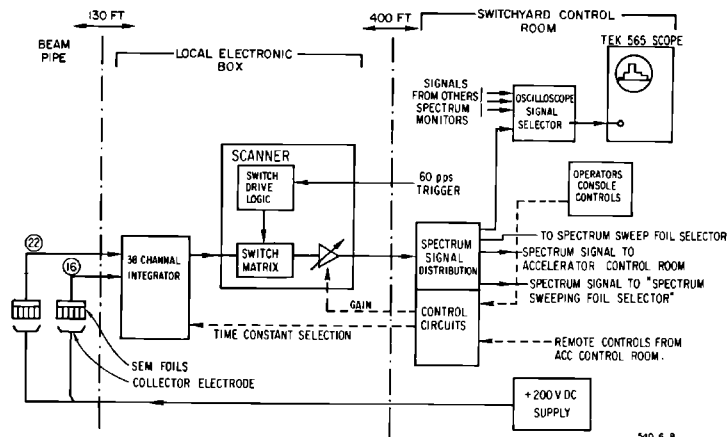 130 FT
400 FT
SWITCHYARD CONTROL
ROOM
BEAM
PIPE
LOCAL ELECTRONIC
BOX
TEK 565 SCOPE
SIGNALS
FROM OTHERS
SPECTRUM
MONITORS
OSCILLOSCOPE
SIGNAL
SELECTOR
SCANNER
SWITCH
DRIVE
LOGIC
60 pps
TRIGGER
OPERATORS
CONSOLE
CONTROLS
22
16
38 CHANNEL
INTEGRATOR
SWITCH
MATRIX
SPECTRUM
SIGNAL
DISTRIBUTION
TO SPECTRUM SWEEP FOIL SELECTOR
SPECTRUM SIGNAL TO
ACCELERATOR CONTROL ROOM
SPECTRUM SIGNAL TO "SPECTRUM
SWEEPING FOIL SELECTOR"
GAIN
CONTROL
CIRCUITS
TIME CONSTANT SELECTION
REMOTE CONTROLS FROM
ACC CONTROL ROOM.
SEM FOILS
COLLECTOR ELECTRODE
+200 V DC
SUPPLY